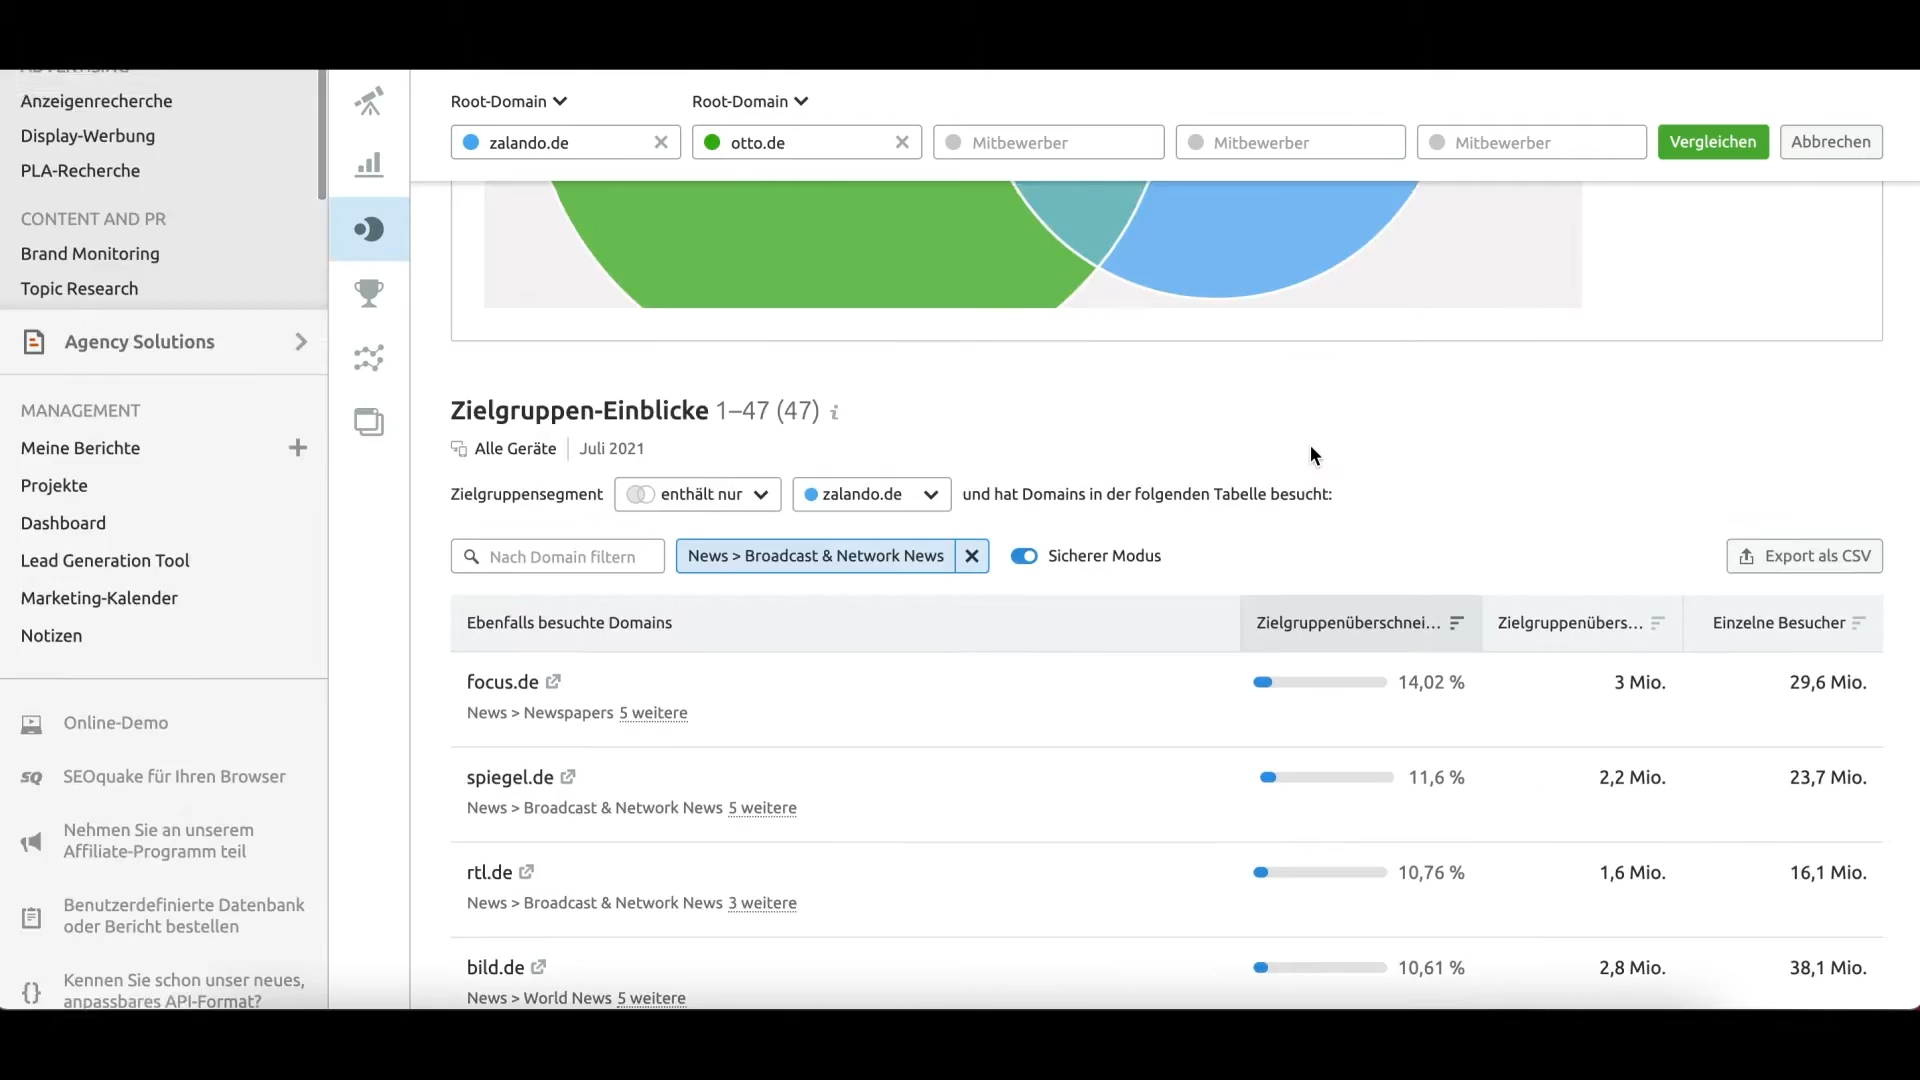 Anzeigenrecherche
Display-Werbung
PLA-Recherche
CONTENT AND PR
Brand Monitoring
Topic Research
Agency Solutions
MANAGEMENT
Meine Berichte
Projekte
Dashboard
Lead Generation Tool
Marketing-Kalender
Notizen
Online-Demo
SEOquake für Ihren Browser
Nehmen Sie an unserem
Affiliate-Programm teil
Benutzerdefinierte Datenbank
oder Bericht bestellen
Kennen Sie schon unser neues,
anpassbares API-Format?
Root-Domain Root-Domain
zalando.de otto.de Mitbewerber Mitbewerber Mitbewerber Vergleichen Abbrechen
Zielgruppen-Einblicke 1–47 (47)
Alle Geräte Juli 2021
Zielgruppensegment enthält nur zalando.de und hat Domains in der folgenden Tabelle besucht:
Nach Domain filtern News > Broadcast & Network News Sicherer Modus Export als CSV
Ebenfalls besuchte Domains Zielgruppenüberschnei... Zielgruppenübers... Einzelne Besucher
focus.de 14,02 % 3 Mio. 29,6 Mio.
News > Newspapers 5 weitere
spiegel.de 11,6 % 2,2 Mio. 23,7 Mio.
News > Broadcast & Network News 5 weitere
rtl.de 10,76 % 1,6 Mio. 16,1 Mio.
News > Broadcast & Network News 3 weitere
bild.de 10,61 % 2,8 Mio. 38,1 Mio.
News > World News 5 weitere